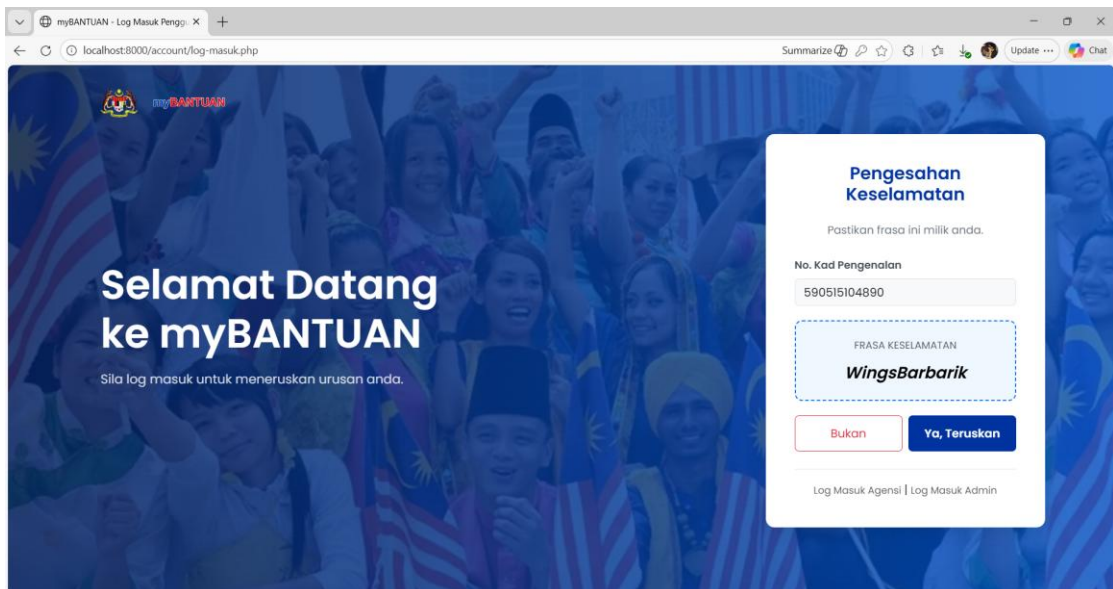 myBANTUAN - Log Masuk Penggu
localhost:8000/account/log-masuk.php
Summarize
Update
Chat
myBANTUAN
Selamat Datang
ke myBANTUAN
Sila log masuk untuk meneruskan urusan anda.
Pengesahan
Keselamatan
Pastikan frasa ini milik anda.
No. Kad Pengenalan
590515104890
FRASA KESELAMATAN
WingsBarbarik
Bukan
Ya, Teruskan
Log Masuk Agensi | Log Masuk Admin